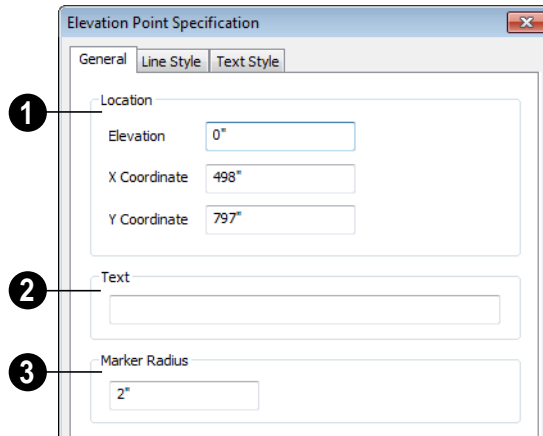 Elevation Point Specification
General Line Style Text Style
1 Location
Elevation 0"
X Coordinate 498"
Y Coordinate 797"
2 Text
3 Marker Radius
2"